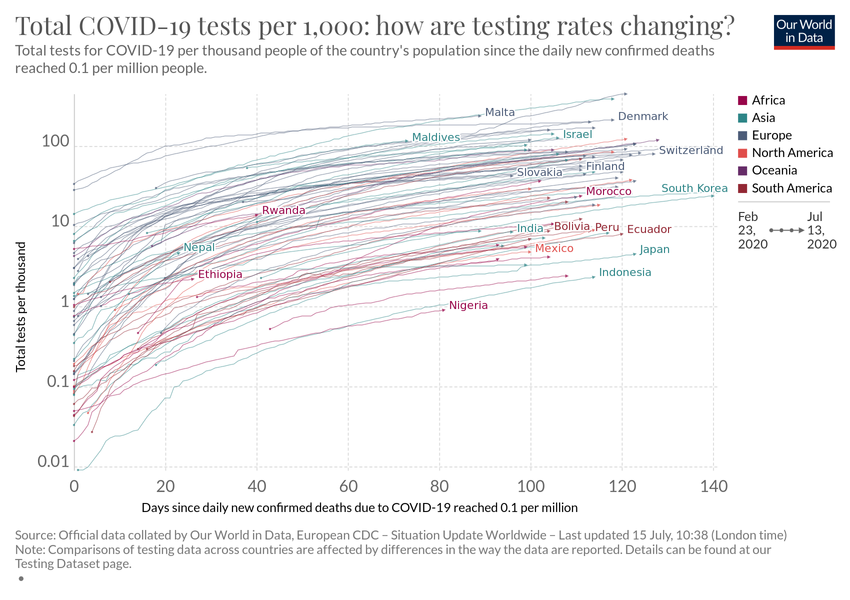 Total COVID-19 tests per 1,000: how are testing rates changing?
Our World
in Data
Total tests for COVID-19 per thousand people of the country's population since the daily new confirmed deaths
reached 0.1 per million people.
Total tests per thousand
100
10
1
0.1
0.01
0
20
40
60
80
100
120
140
Malta
Denmark
Maldives
Israel
Switzerland
Finland
Slovakia
Morocco
South Korea
Rwanda
India
Bolivia
Peru
Ecuador
Nepal
Mexico
Japan
Ethiopia
Indonesia
Nigeria
Africa
Asia
Europe
North America
Oceania
South America
Feb
23,
2020
Jul
13,
2020
Days since daily new confirmed deaths due to COVID-19 reached 0.1 per million
Source: Official data collated by Our World in Data, European CDC – Situation Update Worldwide – Last updated 15 July, 10:38 (London time)
Note: Comparisons of testing data across countries are affected by differences in the way the data are reported. Details can be found at our
Testing Dataset page.